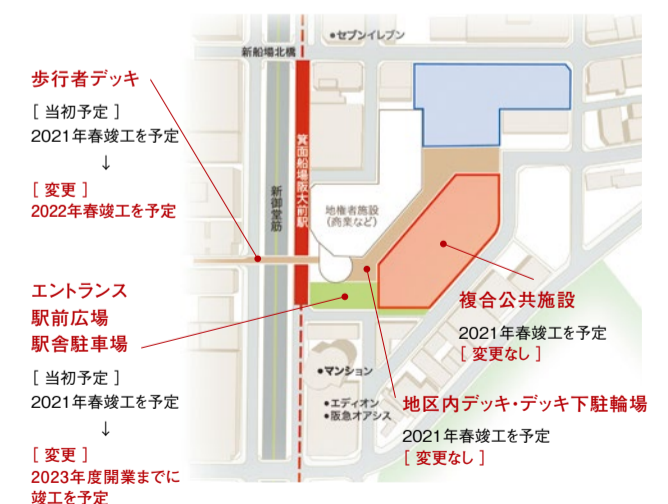 ●セブンイレブン
新船場北橋
歩行者デッキ
[ 当初予定 ]
2021年春竣工を予定
↓
[ 変更 ]
2022年春竣工を予定
箕面船場阪大前駅
新御堂筋
地権者施設
(商業など)
エントランス
駅前広場
駅舎駐車場
[ 当初予定 ]
2021年春竣工を予定
↓
[ 変更 ]
2023年度開業までに
竣工を予定
複合公共施設
2021年春竣工を予定
[ 変更なし ]
●マンション
●エディオン
●阪急オアシス
地区内デッキ・デッキ下駐輪場
2021年春竣工を予定
[ 変更なし ]